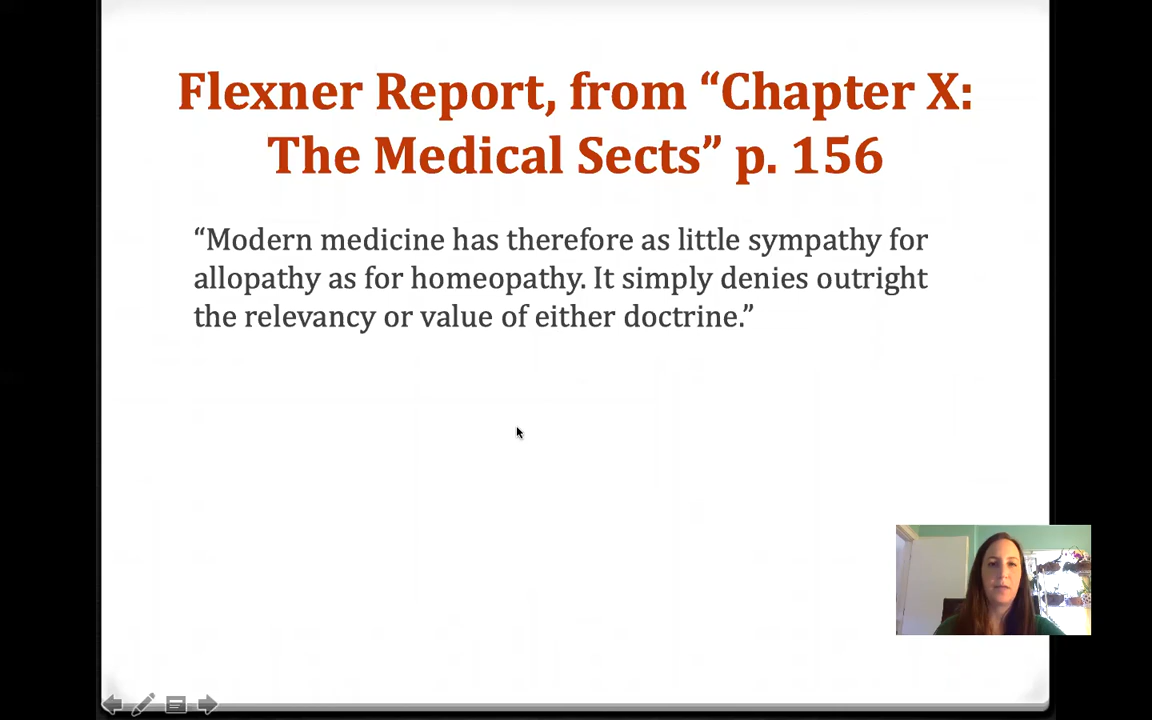 Flexner Report, from “Chapter X:
The Medical Sects” p. 156
“Modern medicine has therefore as little sympathy for
allopathy as for homeopathy. It simply denies outright
the relevancy or value of either doctrine.”